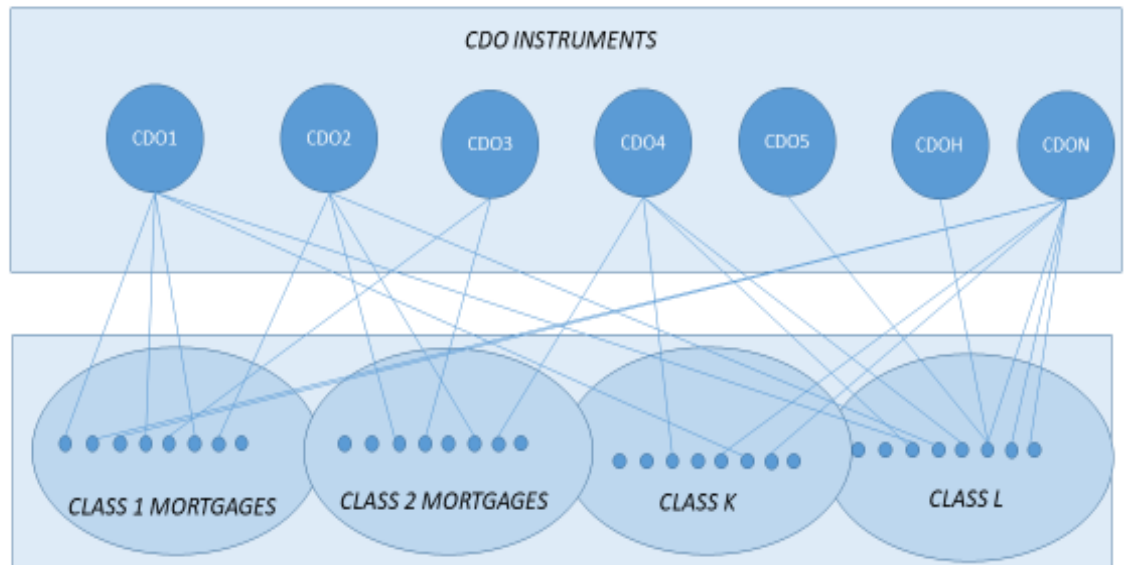 CDO INSTRUMENTS
CDO1
CDO2
CDO3
CDO4
CDO5
CDOH
CDON
CLASS 1 MORTGAGES
CLASS 2 MORTGAGES
CLASS K
CLASS L